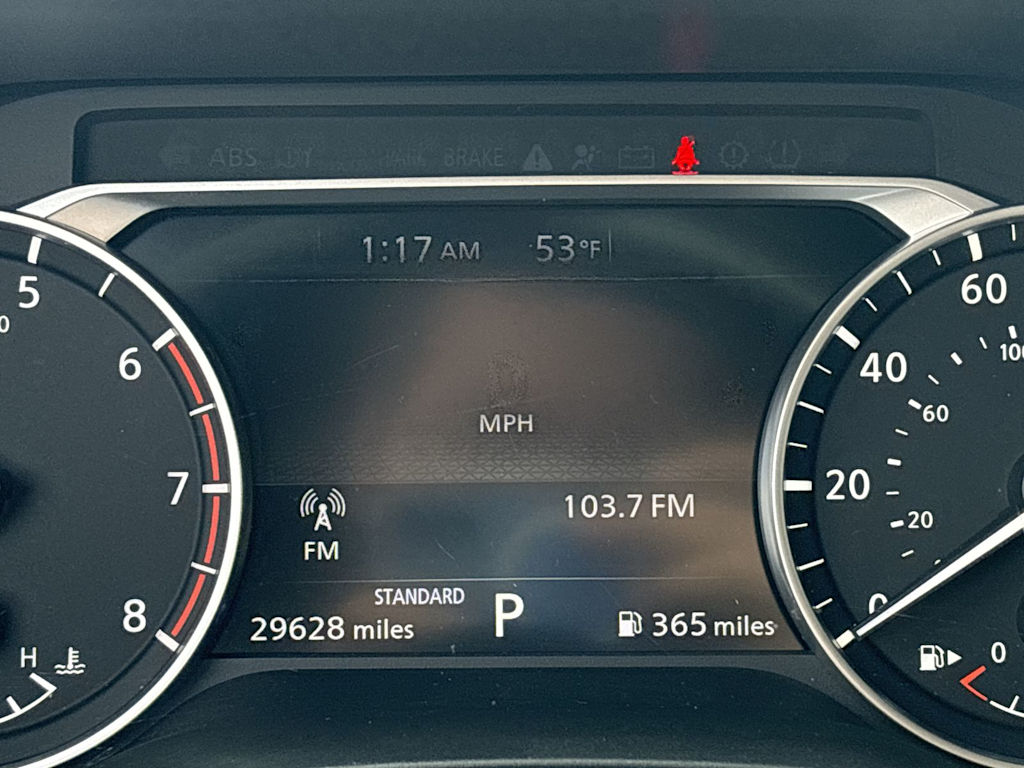 ABS BRAKE
1:17 AM 53°F
5
6
7
8
H
MPH
FM
103.7 FM
STANDARD
29628 miles
P
365 miles
60
40
20
0
100
60
20
0